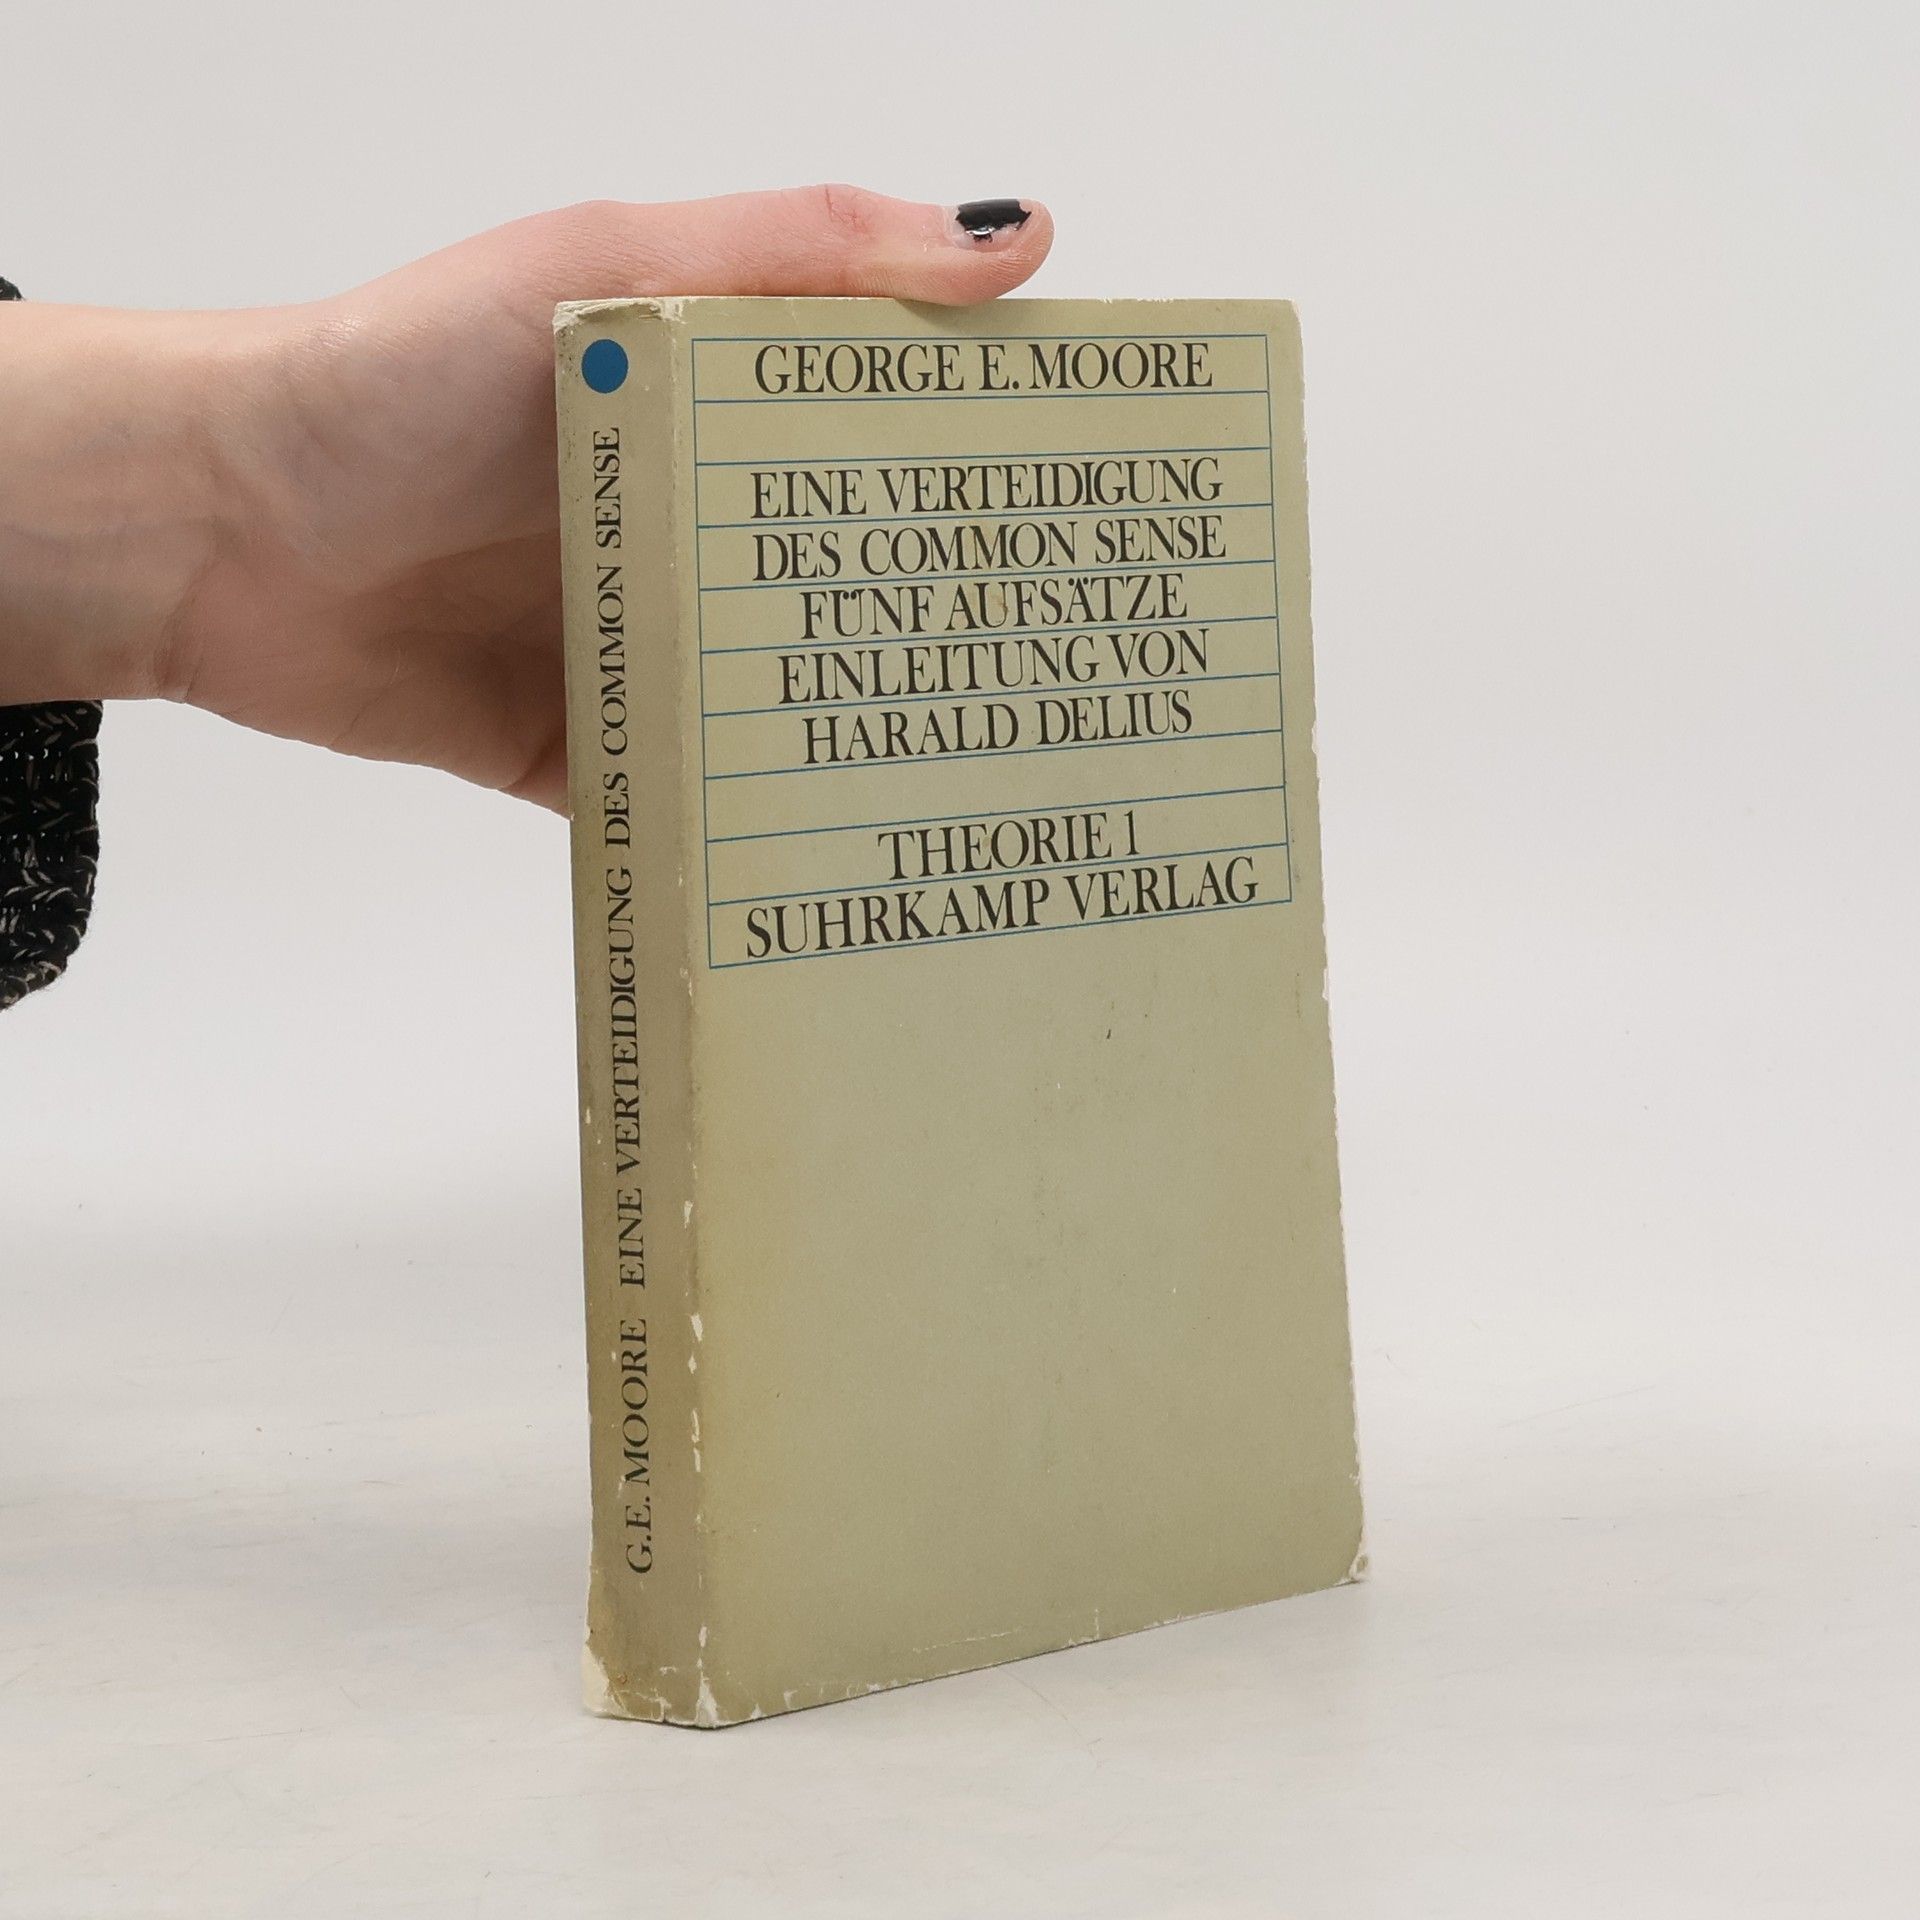 GEORGE E. MOORE
EINE VERTEIDIGUNG
DES COMMON SENSE
FÜNF AUFSÄTZE
EINLEITUNG VON
HARALD DELIUS
THEORIE 1
SUHRKAMP VERLAG
G.E. MOORE EINE VERTEIDIGUNG DES COMMON SENSE